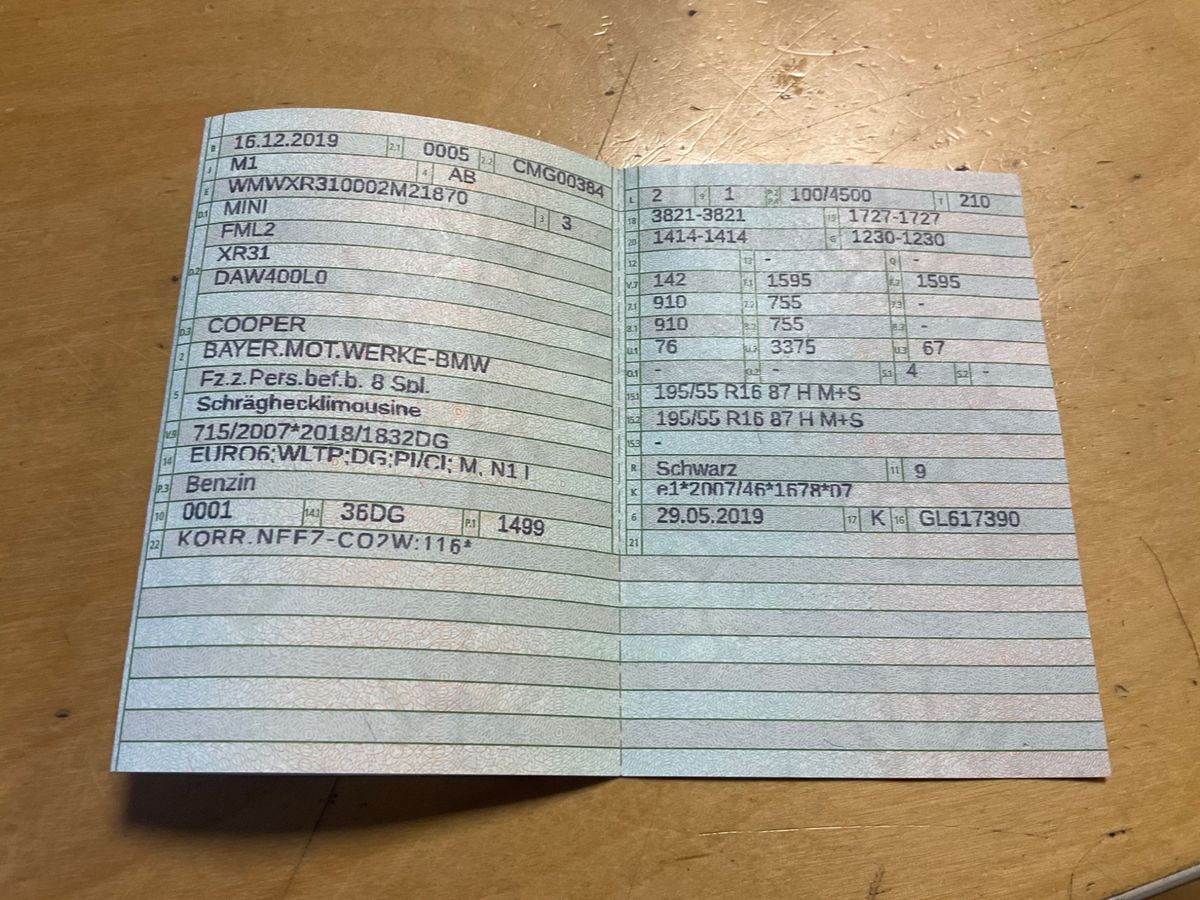 B 16.12.2019 2.1 0005 2.2 CMG00384
J M1 4 AB
E WMWXR310002M21870
D.1 MINI 3 3
FML2
D.2 XR31
DAW400L0
D.3 COOPER
2 BAYER.MOT.WERKE-BMW
5 Fz.z.Pers.bef.b. 8 Spl.
Schräghecklimousine
V.9 715/2007*2018/1832DG
14 EURO6;WLTP;DG;PI/CI; M, N1 I
P.3 Benzin
10 0001 14.1 36DG P.1 1499
22 KORR.NEFZ-CO2W:116*
L 2 9 1 P.2 P.4 100/4500 T 210
18 3821-3821 19 1727-1727
20 1414-1414 G 1230-1230
12 - 13 - Q -
V.7 142 F.1 1595 F.2 1595
7.1 910 7.2 755 7.3 -
8.1 910 8.2 755 8.3 -
U.1 76 U.2 3375 U.3 67
O.1 - O.2 - S.1 4 S.2 -
15.1 195/55 R16 87 H M+S
15.2 195/55 R16 87 H M+S
15.3 -
R Schwarz 11 9
K e1*2007/46*1678*07
6 29.05.2019 17 K 16 GL617390
21